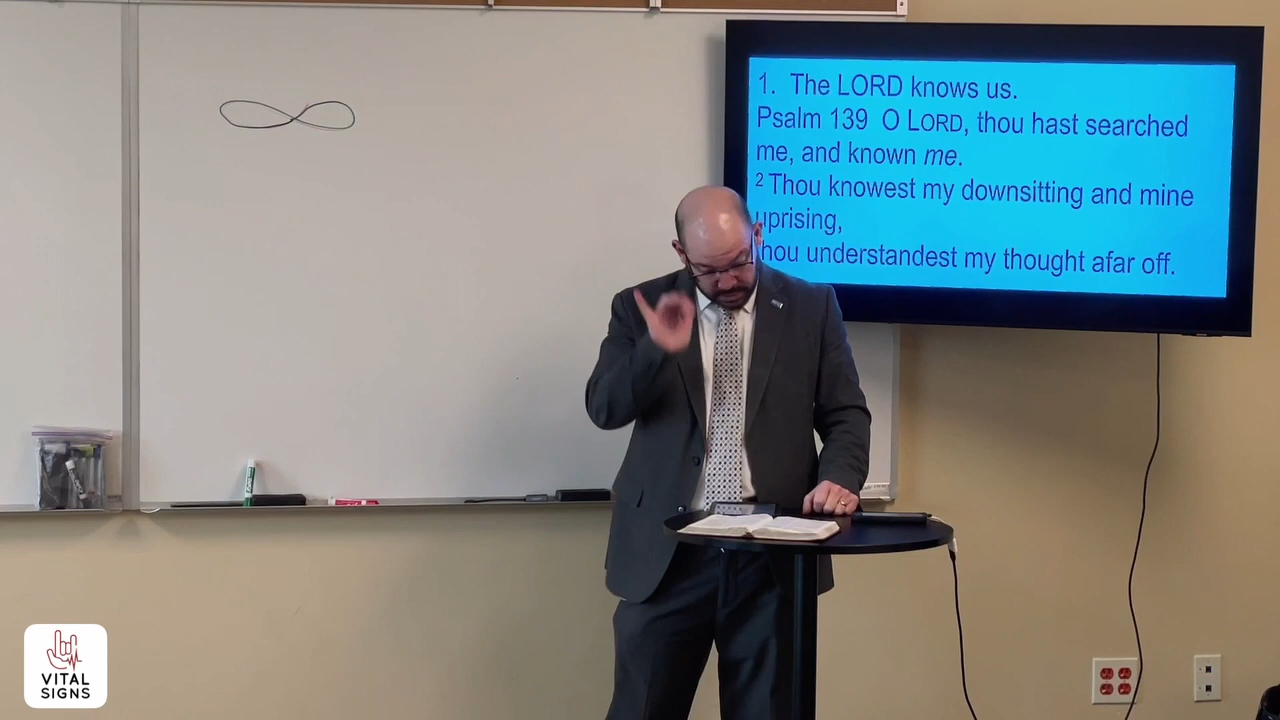 1. The LORD knows us.
Psalm 139 O LORD, thou hast searched
me, and known me.
2 Thou knowest my downsitting and mine
uprising,
thou understandest my thought afar off.
VITAL
SIGNS